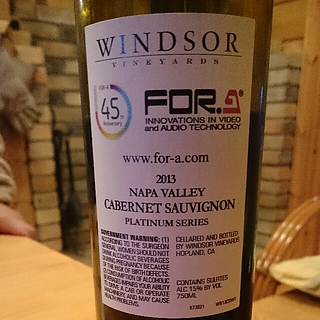 WINDSOR
VINEYARDS
FOR-A
45th
Anniversary
FOR.A®
INNOVATIONS IN VIDEO
and AUDIO TECHNOLOGY
www.for-a.com
2013
NAPA VALLEY
CABERNET SAUVIGNON
PLATINUM SERIES
GOVERNMENT WARNING: (1)
ACCORDING TO THE SURGEON
GENERAL, WOMEN SHOULD NOT
DRINK ALCOHOLIC BEVERAGES
DURING PREGNANCY BECAUSE
OF THE RISK OF BIRTH DEFECTS.
(2) CONSUMPTION OF ALCOHOLIC
BEVERAGES IMPAIRS YOUR ABILITY
TO DRIVE A CAR OR OPERATE
MACHINERY, AND MAY CAUSE
HEALTH PROBLEMS.
CELLARED AND BOTTLED
BY WINDSOR VINEYARDS
HOPLAND, CA
CONTAINS SULFITES
ALC. 15% BY VOL.
750ML